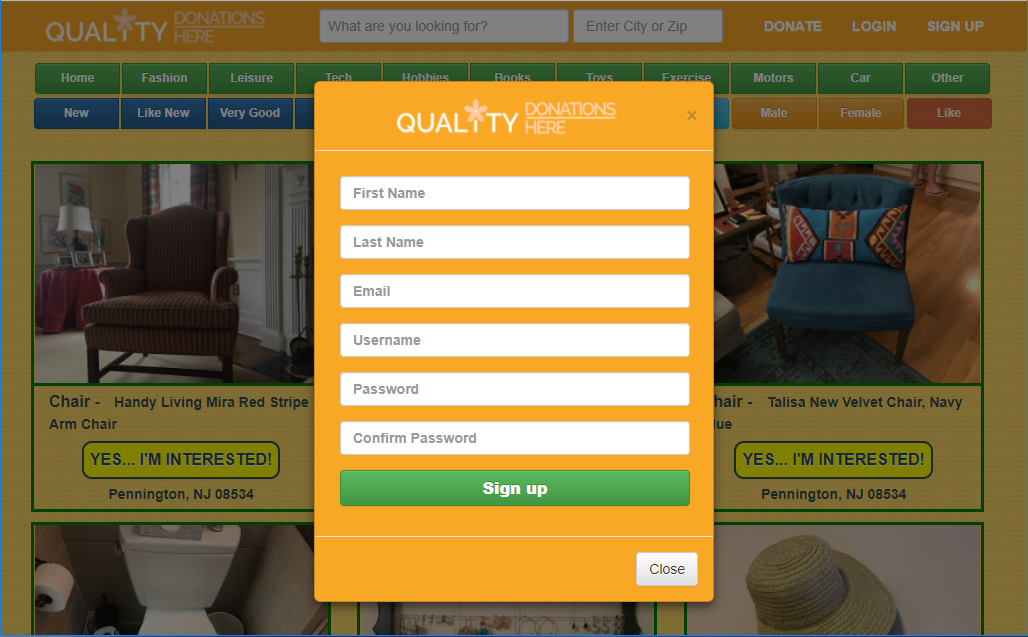 QUALITY DONATIONS HERE
What are you looking for?
Enter City or Zip
DONATE LOGIN SIGN UP
Home Fashion Leisure Tech Hobbies Books Toys Exercise Motors Car Other
New Like New Very Good Male Female Like
QUALITY DONATIONS HERE ×
First Name
Last Name
Email
Username
Password
Confirm Password
Sign up
Close
Chair - Handy Living Mira Red Stripe
Arm Chair
YES... I'M INTERESTED!
Pennington, NJ 08534
hair - Talisa New Velvet Chair, Navy
lue
YES... I'M INTERESTED!
Pennington, NJ 08534